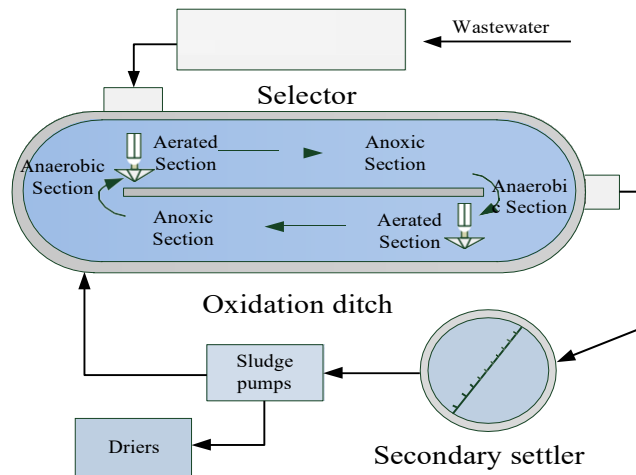 Wastewater
Selector
Aerated
Section
Anoxic
Section
Anaerobic
Section
Anaerobi
c Section
Anoxic
Section
Aerated
Section
Oxidation ditch
Sludge
pumps
Driers
Secondary settler